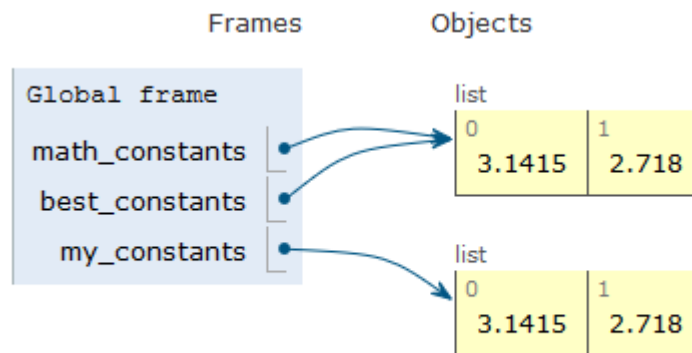 Frames Objects
Global frame
math_constants
best_constants
my_constants
list
0 1
3.1415 2.718
list
0 1
3.1415 2.718